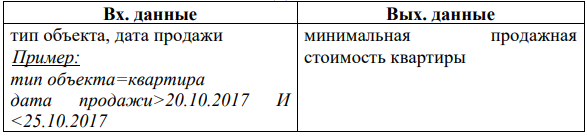 Вх. данные
Вых. данные
тип объекта, дата продажи
Пример:
тип объекта=квартира
дата продажи>20.10.2017 И
<25.10.2017
минимальная продажная
стоимость квартиры